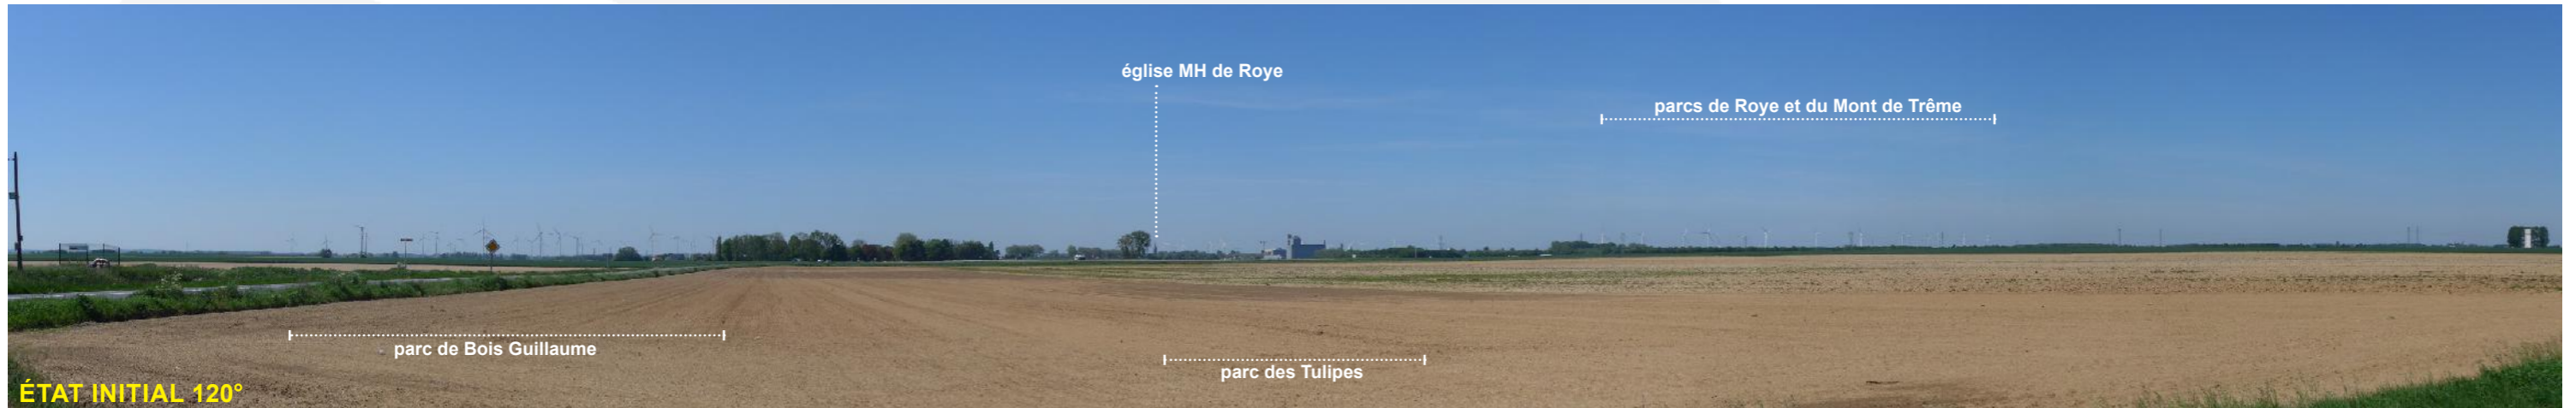 église MH de Roye
parcs de Roye et du Mont de Trême
parc de Bois Guillaume
parc des Tulipes
ÉTAT INITIAL 120°